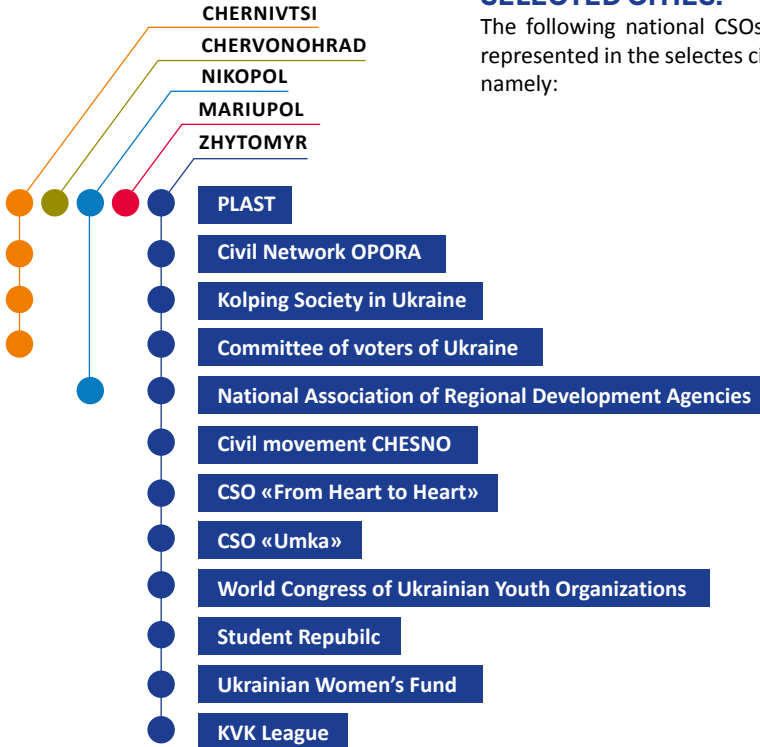 CHERNIVTSI
CHERVONOHRAD
NIKOPOL
MARIUPOL
ZHYTOMYR
SELECTED CITIES:
The following national CSOs
represented in the selectes ci
namely:
PLAST
Civil Network OPORA
Kolping Society in Ukraine
Committee of voters of Ukraine
National Association of Regional Development Agencies
Civil movement CHESNO
CSO «From Heart to Heart»
CSO «Umka»
World Congress of Ukrainian Youth Organizations
Student Repubilc
Ukrainian Women’s Fund
KVK League